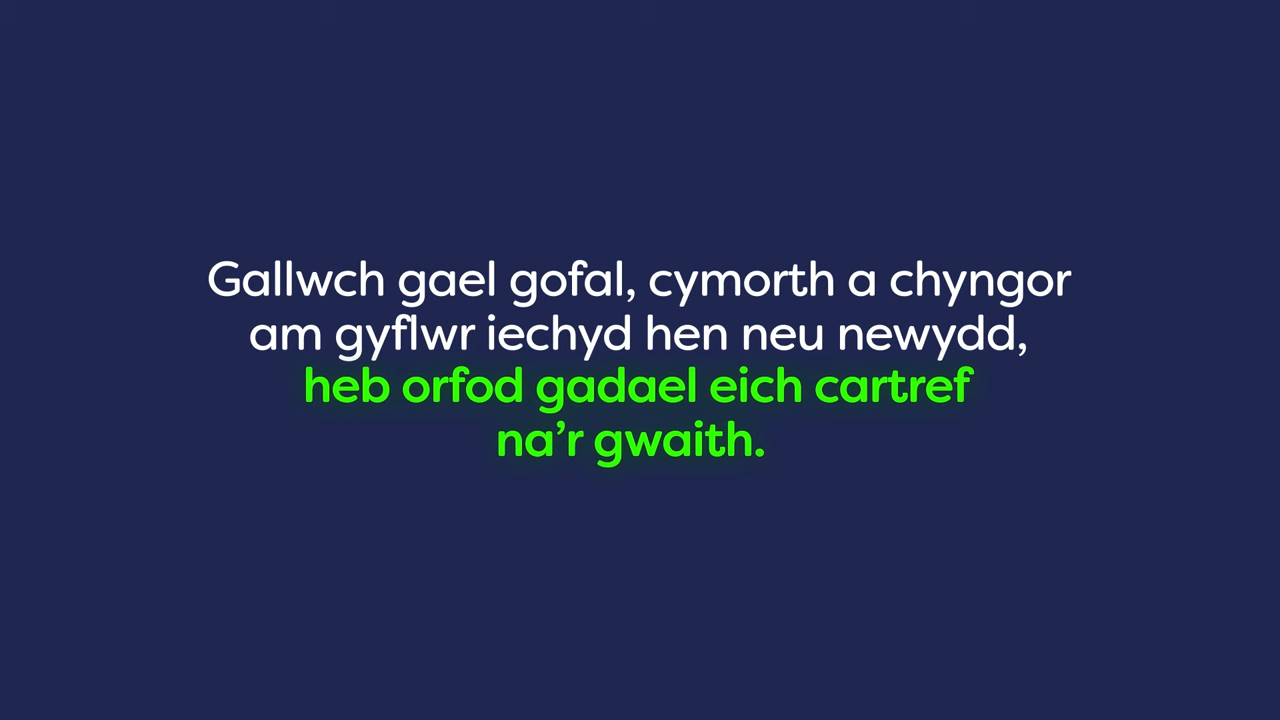 Gallwch gael gofal, cymorth a chyngor
am gyflwr iechyd hen neu newydd,
heb orfod gadael eich cartref
na’r gwaith.